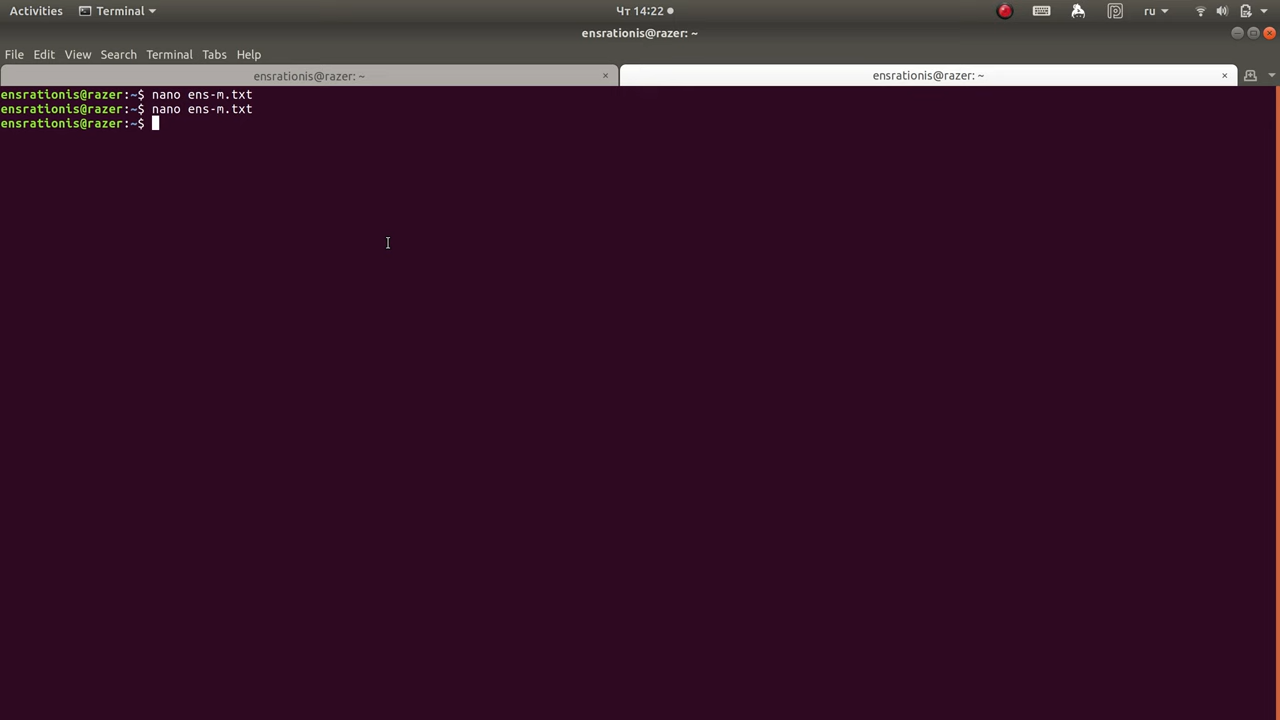 Activities Terminal Чт 14:22 ru
ensrationis@razer: ~
File Edit View Search Terminal Tabs Help
ensrationis@razer: ~ × ensrationis@razer: ~ ×
ensrationis@razer:~$ nano ens-m.txt
ensrationis@razer:~$ nano ens-m.txt
ensrationis@razer:~$